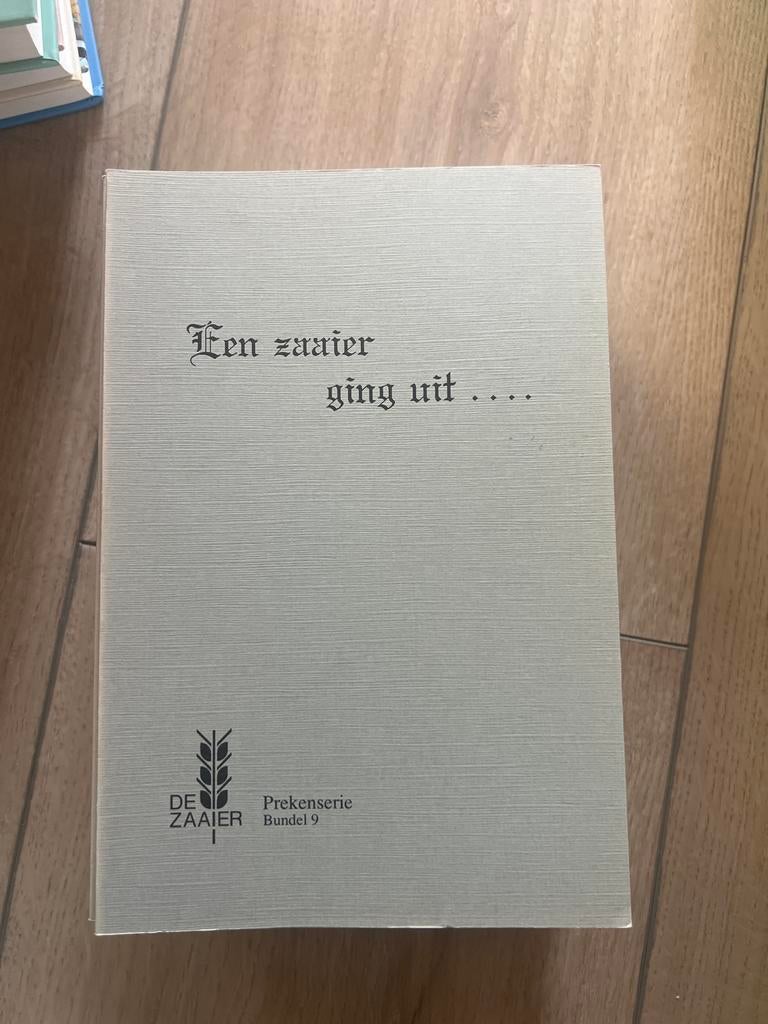 Een zaaier
ging uit ....
DE
ZAAIER
Prekenserie
Bundel 9